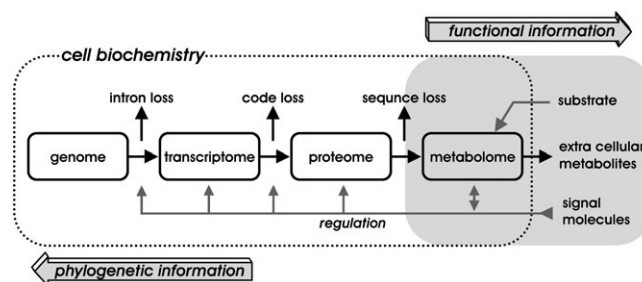 functional information
cell biochemistry
intron loss
code loss
sequnce loss
substrate
genome
transcriptome
proteome
metabolome
extra cellular
metabolites
regulation
signal
molecules
phylogenetic information